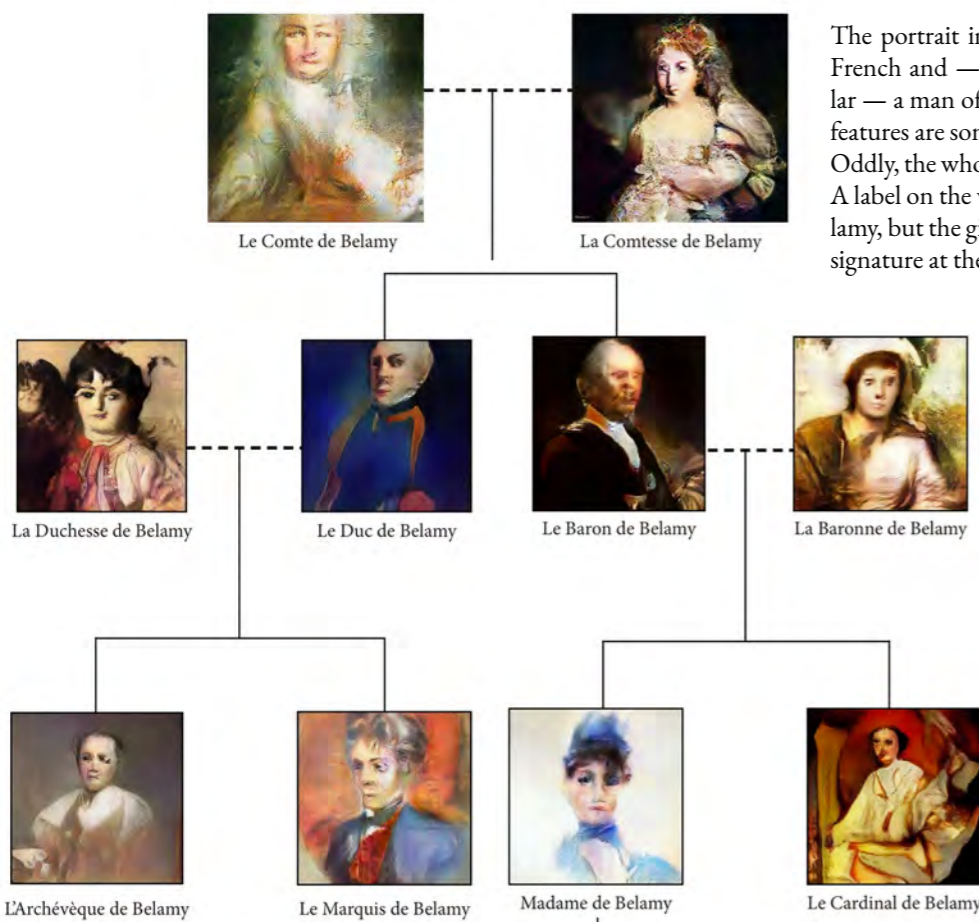 The portrait i
French and —
lar — a man of
features are so
Oddly, the who
A label on the
lamy, but the g
signature at the
Le Comte de Belamy
La Comtesse de Belamy
La Duchesse de Belamy
Le Duc de Belamy
Le Baron de Belamy
La Baronne de Belamy
L'Archévèque de Belamy
Le Marquis de Belamy
Madame de Belamy
Le Cardinal de Belamy